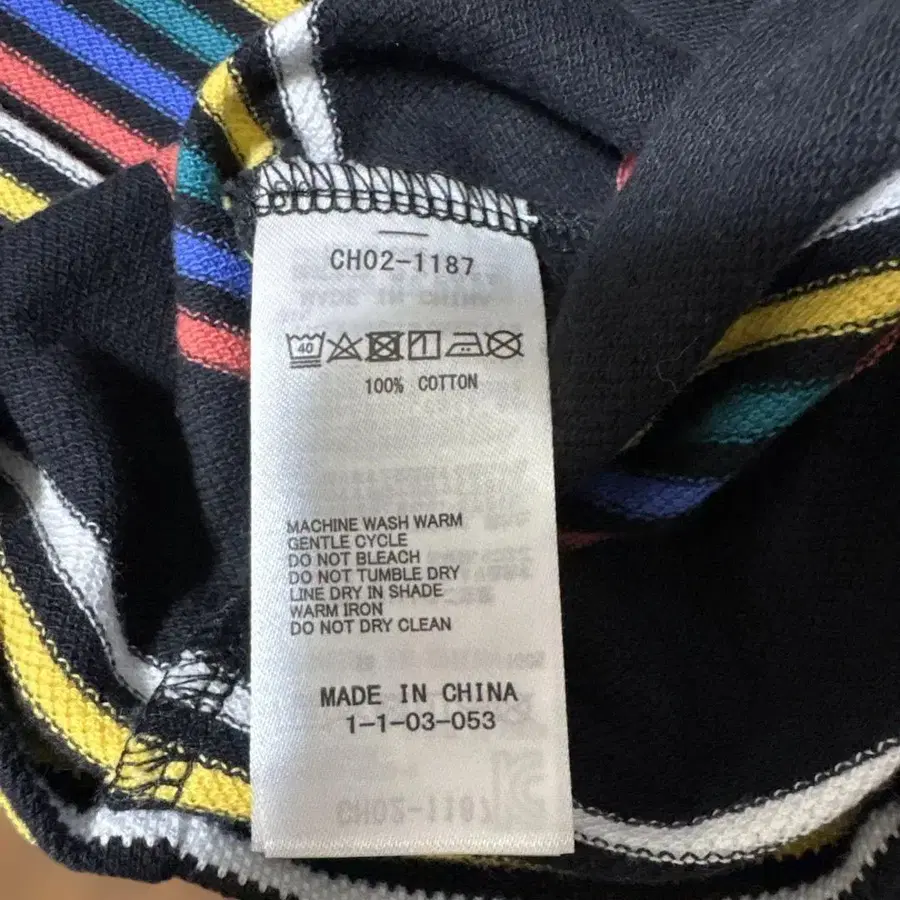 CH02-1187
40
100% COTTON
MACHINE WASH WARM
GENTLE CYCLE
DO NOT BLEACH
DO NOT TUMBLE DRY
LINE DRY IN SHADE
WARM IRON
DO NOT DRY CLEAN
MADE IN CHINA
1-1-03-053